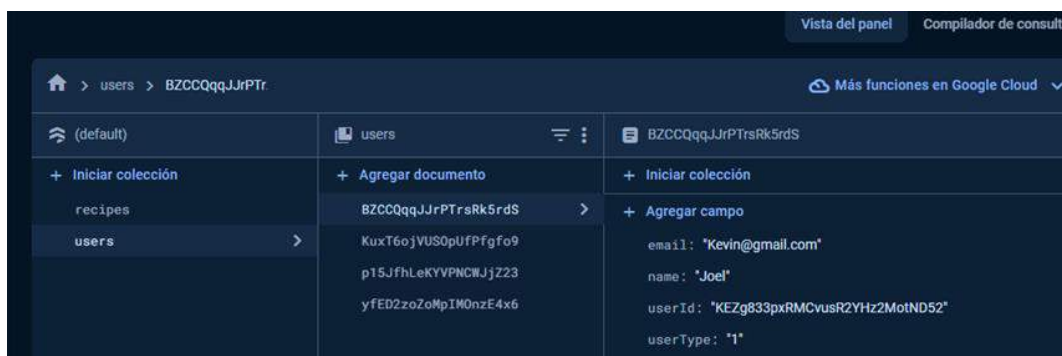 Vista del panel
Compilador de consult
users > BZCCQqqJJrPTr
Más funciones en Google Cloud
(default)
users
BZCCQqqJJrPTrsRk5rdS
+ Iniciar colección
recipes
users
+ Agregar documento
BZCCQqqJJrPTrsRk5rdS
KuxT6ojVUSOpUfPfgfo9
p15JfhLeKYVPNCWJjZ23
yfED2zoZoMpIMOnzE4x6
+ Iniciar colección
+ Agregar campo
email: "Kevin@gmail.com"
name: "Joel"
userId: "KEZg833pxRMCvusR2YHz2MotND52"
userType: "1"